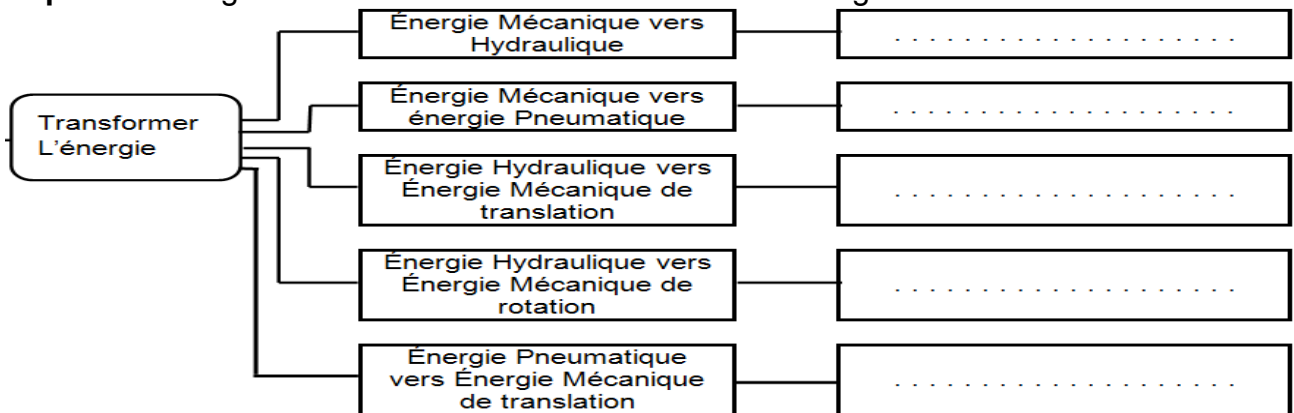 Énergie Mécanique vers
Hydraulique
. . . . . . . . . . . . . . . . . . . . .
Énergie Mécanique vers
énergie Pneumatique
. . . . . . . . . . . . . . . . . . . . .
Transformer
L'énergie
Énergie Hydraulique vers
Énergie Mécanique de
translation
. . . . . . . . . . . . . . . . . . . . .
Énergie Hydraulique vers
Énergie Mécanique de
rotation
. . . . . . . . . . . . . . . . . . . . .
Énergie Pneumatique
vers Énergie Mécanique
de translation
. . . . . . . . . . . . . . . . . . . . .